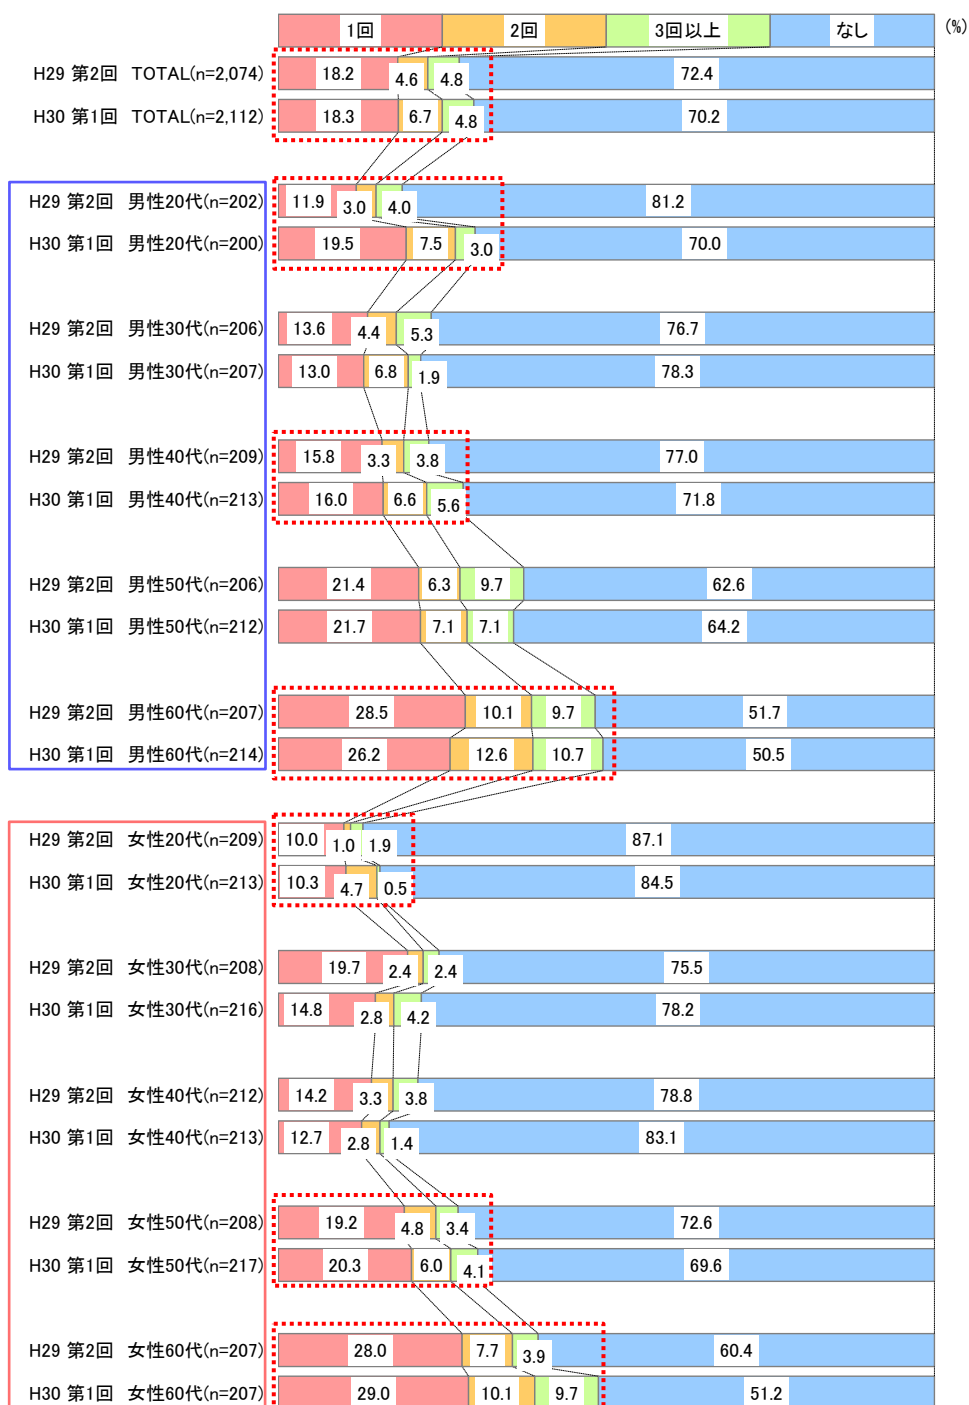 1回 2回 3回以上 なし (%)
H29 第2回 TOTAL(n=2,074) 18.2 4.6 4.8 72.4
H30 第1回 TOTAL(n=2,112) 18.3 6.7 4.8 70.2
H29 第2回 男性20代(n=202) 11.9 3.0 4.0 81.2
H30 第1回 男性20代(n=200) 19.5 7.5 3.0 70.0
H29 第2回 男性30代(n=206) 13.6 4.4 5.3 76.7
H30 第1回 男性30代(n=207) 13.0 6.8 1.9 78.3
H29 第2回 男性40代(n=209) 15.8 3.3 3.8 77.0
H30 第1回 男性40代(n=213) 16.0 6.6 5.6 71.8
H29 第2回 男性50代(n=206) 21.4 6.3 9.7 62.6
H30 第1回 男性50代(n=212) 21.7 7.1 7.1 64.2
H29 第2回 男性60代(n=207) 28.5 10.1 9.7 51.7
H30 第1回 男性60代(n=214) 26.2 12.6 10.7 50.5
H29 第2回 女性20代(n=209) 10.0 1.0 1.9 87.1
H30 第1回 女性20代(n=213) 10.3 4.7 0.5 84.5
H29 第2回 女性30代(n=208) 19.7 2.4 2.4 75.5
H30 第1回 女性30代(n=216) 14.8 2.8 4.2 78.2
H29 第2回 女性40代(n=212) 14.2 3.3 3.8 78.8
H30 第1回 女性40代(n=213) 12.7 2.8 1.4 83.1
H29 第2回 女性50代(n=208) 19.2 4.8 3.4 72.6
H30 第1回 女性50代(n=217) 20.3 6.0 4.1 69.6
H29 第2回 女性60代(n=207) 28.0 7.7 3.9 60.4
H30 第1回 女性60代(n=207) 29.0 10.1 9.7 51.2